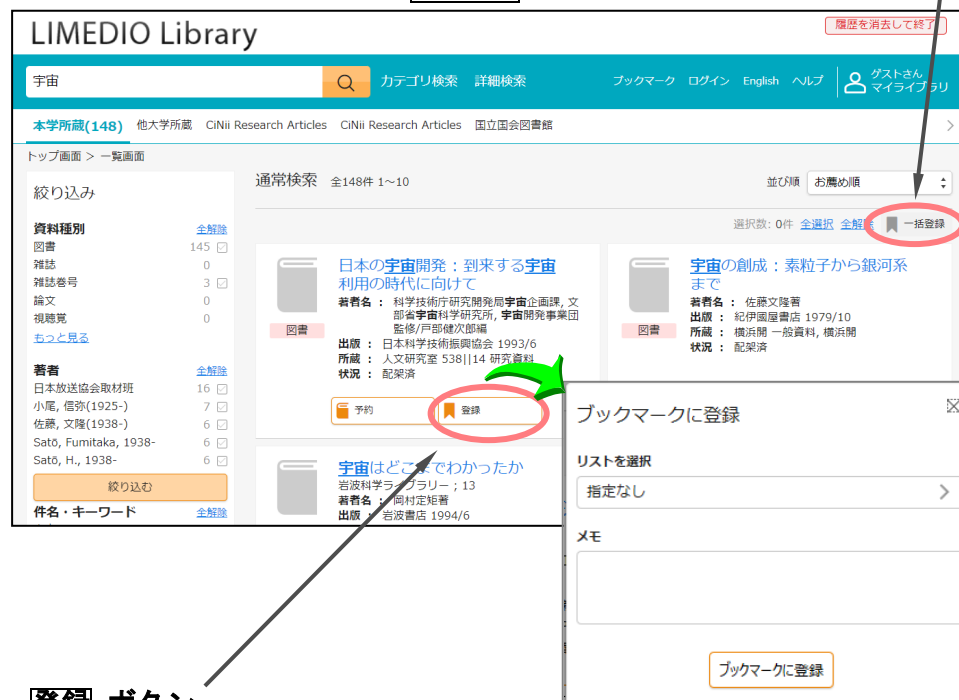 LIMEDIO Library
履歴を消去して終了
宇宙
カテゴリ検索 詳細検索
ブックマーク ログイン English ヘルプ
ゲストさん
マイライブラリ
本学所蔵(148) 他大学所蔵 CiNii Research Articles CiNii Research Articles 国立国会図書館
トップ画面 > 一覧画面
絞り込み
資料種別 全解除
図書 145
雑誌 0
雑誌巻号 3
論文 0
視聴覚 0
もっと見る
著者 全解除
日本放送協会取材班 16
小尾, 信弥(1925-) 7
佐藤, 文隆(1938-) 6
Satō, Fumitaka, 1938- 6
Satō, H., 1938- 6
絞り込む
件名・キーワード 全解除
通常検索 全148件 1～10
並び順 お薦め順
選択数: 0件 全選択 全解除 一括登録
図書
日本の宇宙開発 : 到来する宇宙
利用の時代に向けて
著者名 : 科学技術庁研究開発局宇宙企画課, 文
部省宇宙科学研究所, 宇宙開発事業団
監修/戸部健次郎編
出版 : 日本科学技術振興協会 1993/6
所蔵 : 人文研究室 538||14 研究資料
状況 : 配架済
予約 登録
図書
宇宙の創成 : 素粒子から銀河系
まで
著者名 : 佐藤文隆著
出版 : 紀伊國屋書店 1979/10
所蔵 : 横浜開 一般資料, 横浜開
状況 : 配架済
宇宙はどこまでわかったか
岩波科学ライブラリー ; 13
著者名 : 岡村定矩著
出版 : 岩波書店 1994/6
ブックマークに登録
リストを選択
指定なし
メモ
ブックマークに登録
登録 ボタン